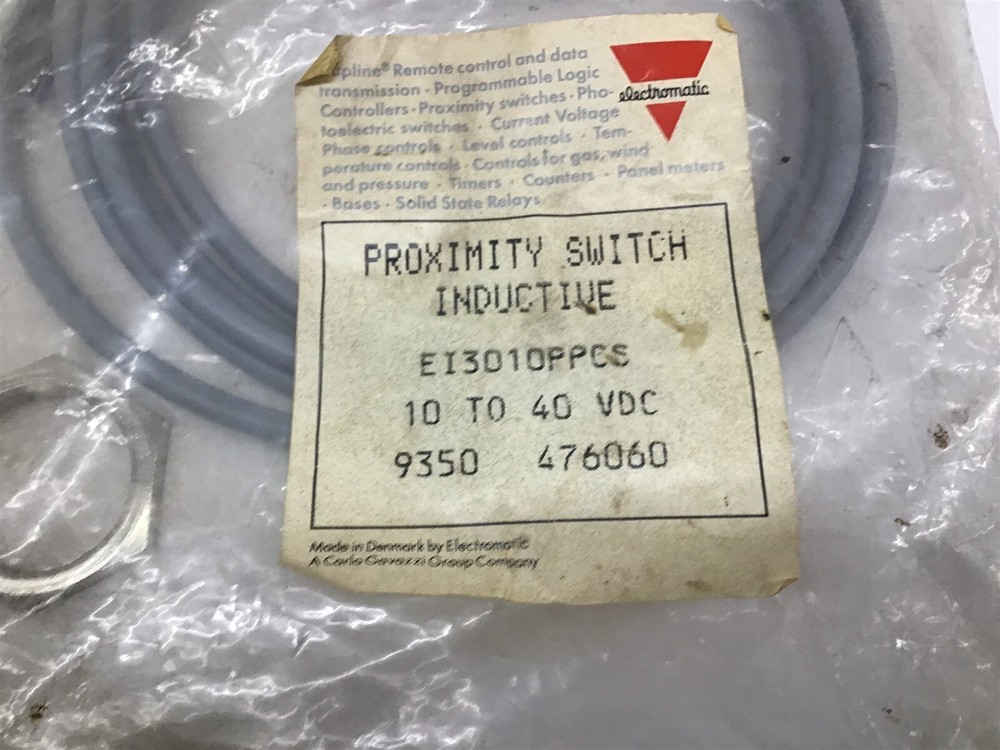 upline® Remote control and data
transmission · Programmable Logic
Controllers · Proximity switches · Pho-
toelectric switches · Current Voltage
Phase controls · Level controls · Tem-
perature controls · Controls for gas, wind
and pressure · Timers · Counters · Panel meters
· Bases · Solid State Relays
electromatic
PROXIMITY SWITCH
INDUCTIVE
EI3010PPCS
10 TO 40 VDC
9350 476060
Made in Denmark by Electromatic
A Carlo Gavazzi Group Company